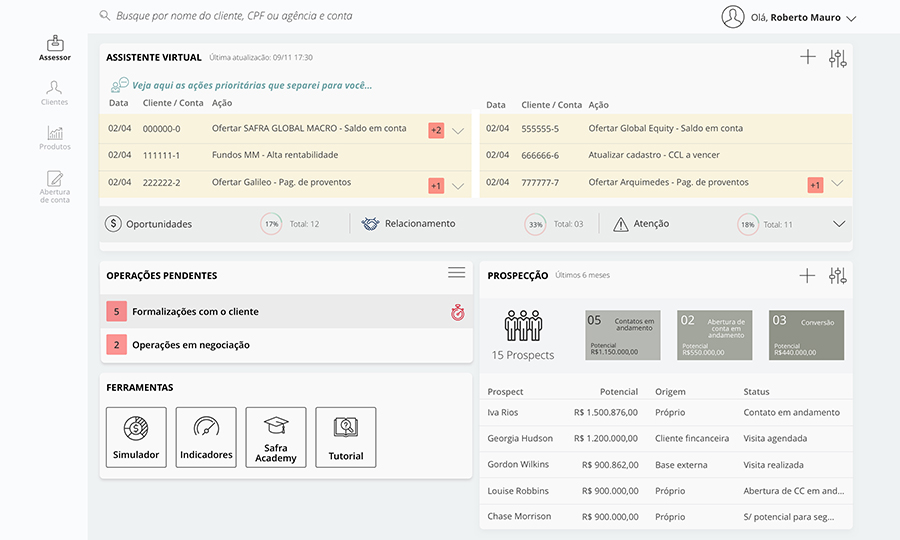 Busque por nome do cliente, CPF ou agência e conta
Olá, Roberto Mauro
Assessor
Clientes
Produtos
Abertura
de conta
ASSISTENTE VIRTUAL Última atualizacão: 09/11 17:30
Veja aqui as ações prioritárias que separei para você...
Data Cliente / Conta Ação
02/04 000000-0 Ofertar SAFRA GLOBAL MACRO - Saldo em conta +2
02/04 111111-1 Fundos MM - Alta rentabilidade
02/04 222222-2 Ofertar Galileo - Pag. de proventos +1
Data Cliente / Conta Ação
02/04 555555-5 Ofertar Global Equity - Saldo em conta
02/04 666666-6 Atualizar cadastro - CCL a vencer
02/04 777777-7 Ofertar Arquimedes - Pag. de proventos +1
$ Oportunidades 17% Total: 12 Relacionamento 33% Total: 03 Atenção 18% Total: 11
OPERAÇÕES PENDENTES
5 Formalizações com o cliente
2 Operações em negociação
FERRAMENTAS
Simulador
Indicadores
Safra
Academy
Tutorial
PROSPECÇÃO Últimos 6 meses
15 Prospects
05 Contatos em
andamento
Potencial
R$1.150.000,00
02 Abertura de
conta em
andamento
Potencial
R$550.000,00
03 Conversão
Potencial
R$440.000,00
Prospect Potencial Origem Status
Iva Rios R$ 1.500.876,00 Próprio Contato em andamento
Georgia Hudson R$ 1.200.000,00 Cliente fincanceira Visita agendada
Gordon Wilkins R$ 900.862,00 Base externa Visita realizada
Louise Robbins R$ 900.000,00 Próprio Abertura de CC em and...
Chase Morrison R$ 900.000,00 Próprio S/ potencial para seg...